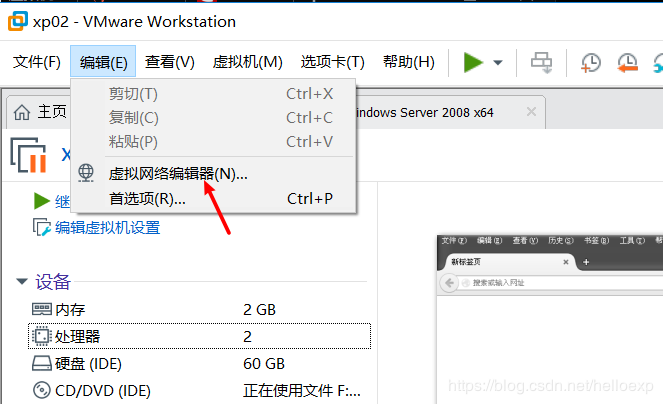 xp02 - VMware Workstation
文件(F) 编辑(E) 查看(V) 虚拟机(M) 选项卡(T) 帮助(H)
主页 indows Server 2008 x64
剪切(T) Ctrl+X
复制(C) Ctrl+C
粘贴(P) Ctrl+V
虚拟网络编辑器(N)...
首选项(R)... Ctrl+P
X
继
编辑虚拟机设置
设备
内存 2 GB
处理器 2
硬盘 (IDE) 60 GB
CD/DVD (IDE) 正在使用文件 F:...
文件(F) 编辑(E) 查看(V) 历史(S) 书签(B) 工具(T) 帮
新标签页
搜索或输入网址
https://blog.csdn.net/helloexp